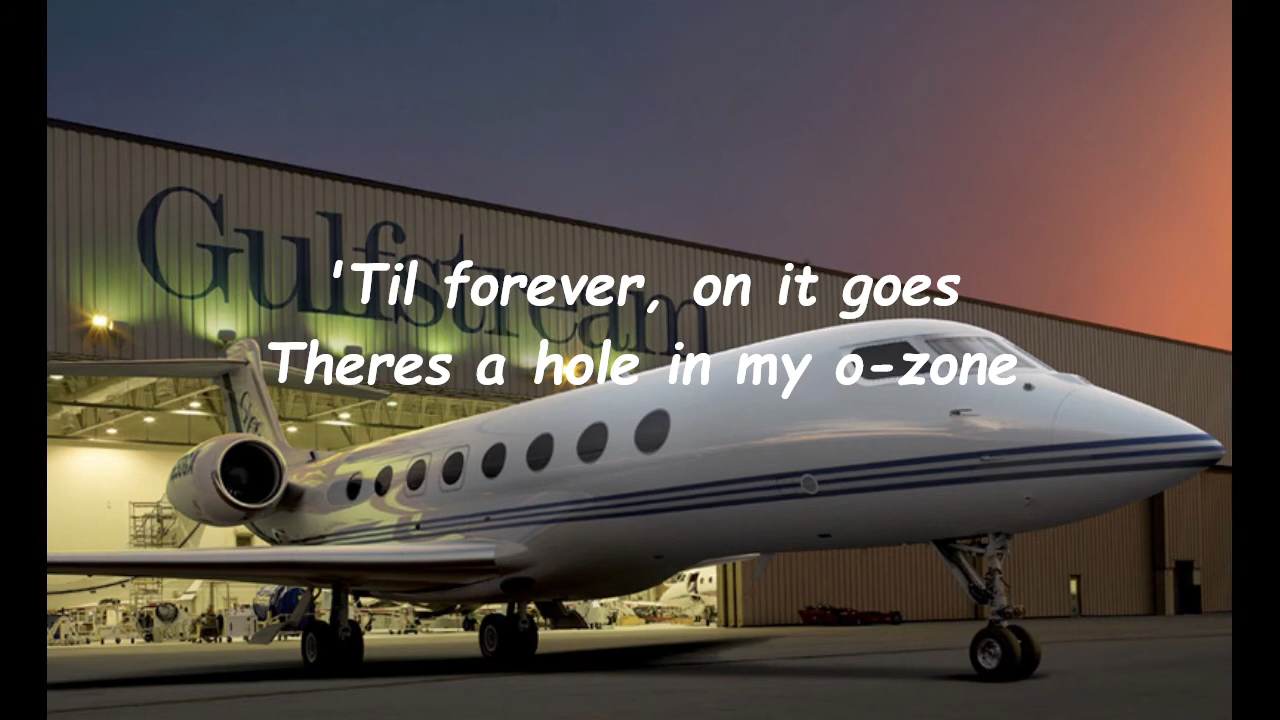 Gulfstream
'Til forever, on it goes
Theres a hole in my o-zone